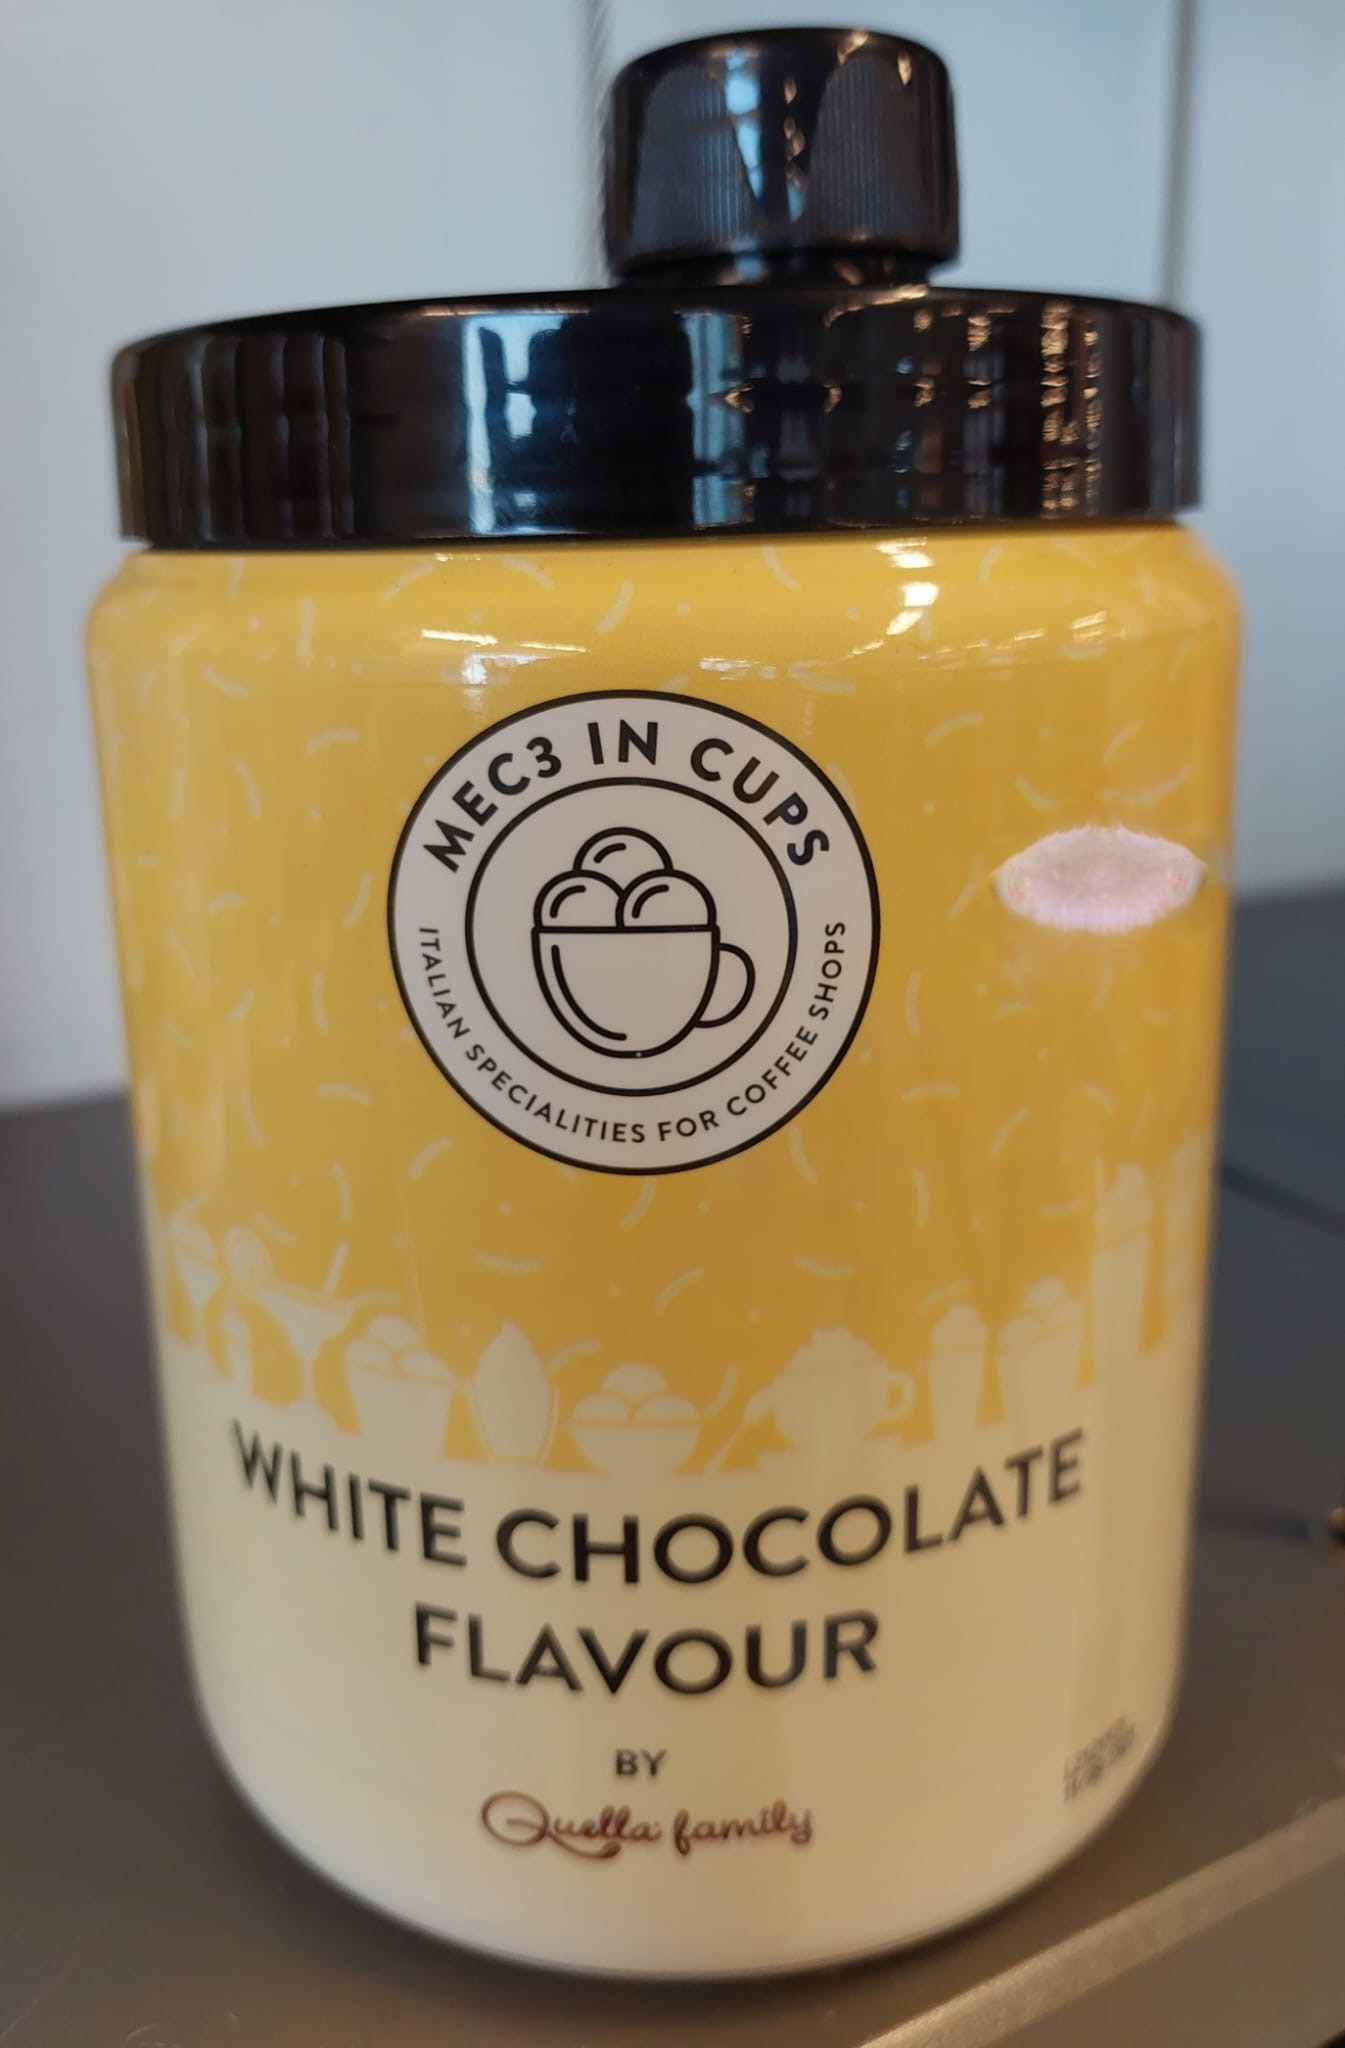 MEC3 IN CUPS
ITALIAN SPECIALITIES FOR COFFEE SHOPS
WHITE CHOCOLATE
FLAVOUR
BY
Quella family